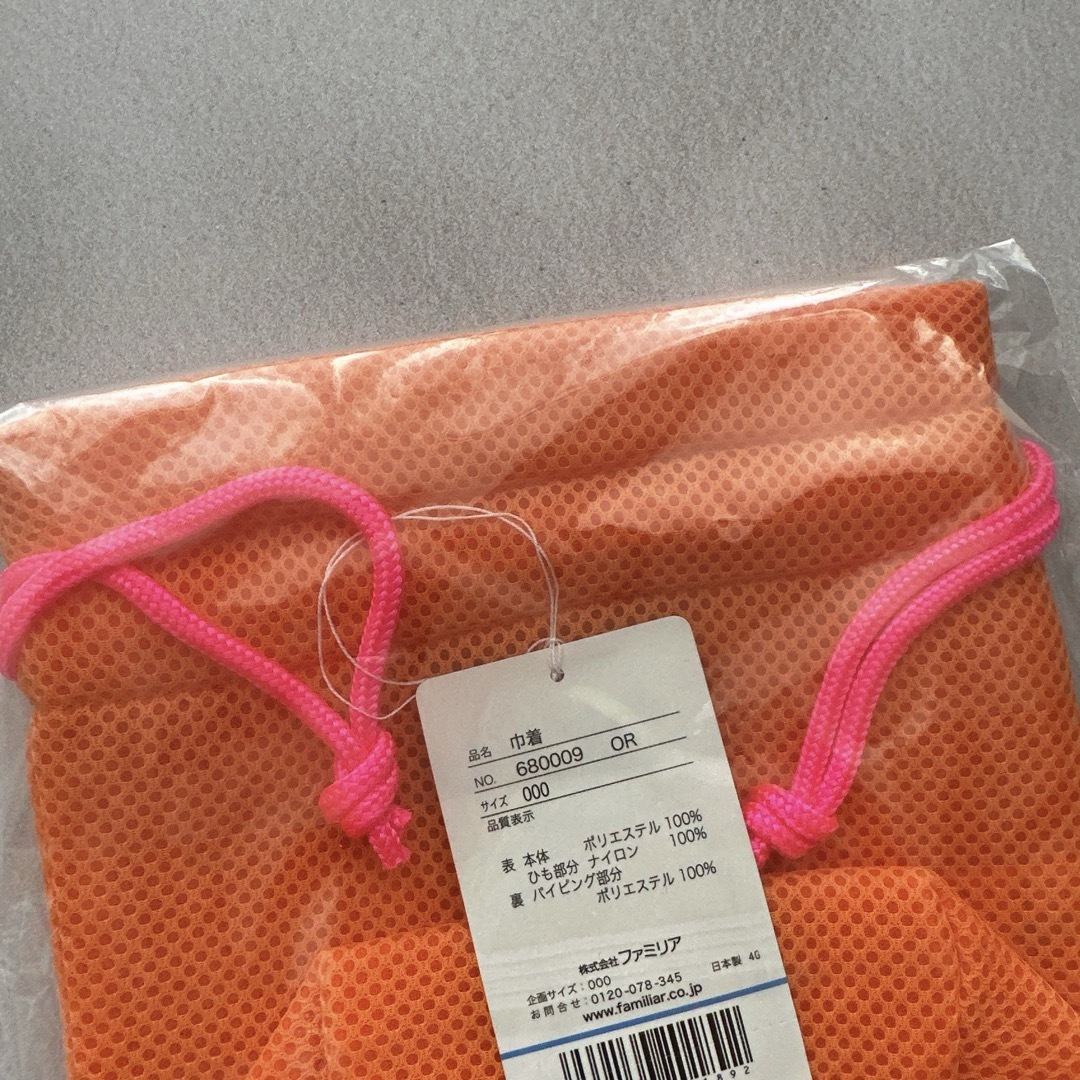 品名 巾着
NO. 680009 OR
サイズ 000
品質表示
表 本体 ポリエステル 100%
ひも部分 ナイロン 100%
裏 パイピング部分
ポリエステル 100%
株式会社 ファミリア
企画サイズ:000 日本製 4G
お問合せ:0120-078-345
www.familiar.co.jp
892